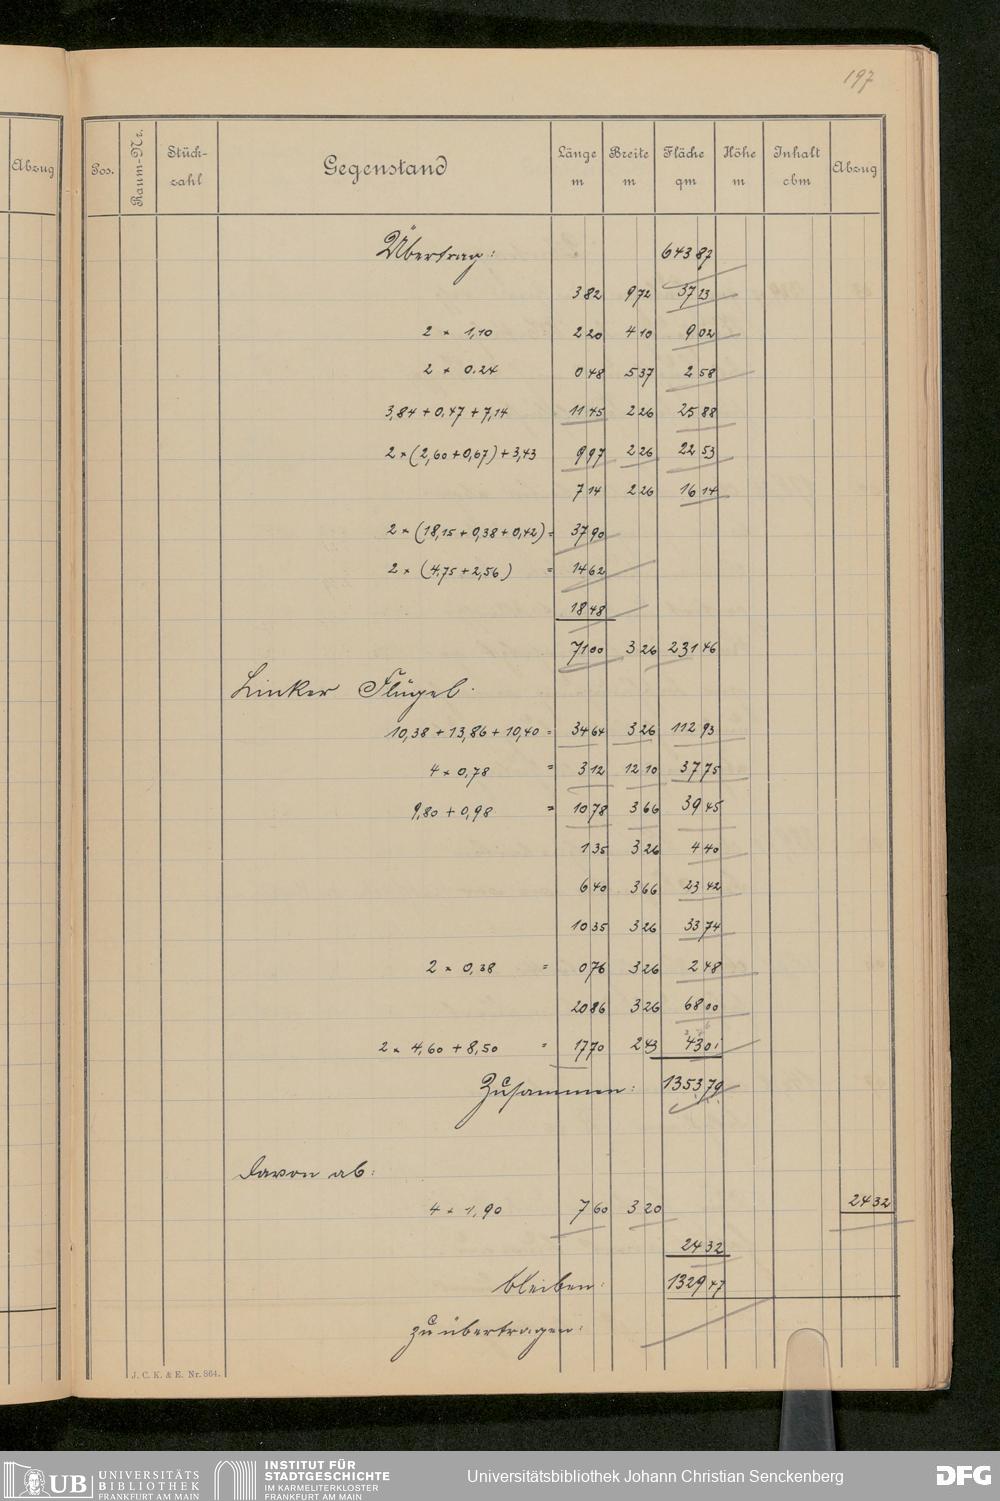 197
Abzug
Pos.
Raum-Nr.
Stück-
zahl
Gegenstand
Länge
m
Breite
m
Fläche
qm
Höhe
m
Inhalt
cbm
Abzug
Übertrag: 643 87
3 82 9 72 37 13
2 × 1,10 2 20 4 10 9 02
2 × 0.24 0 48 5 37 2 58
3,84 + 0,47 + 7,14 11 45 2 26 25 88
2 × (2,60 + 0,67) + 3,43 9 97 2 26 22 53
7 14 2 26 16 14
2 × (18,15 + 0,38 + 0,42) = 37 90
2 × (4,75 + 2,56) = 14 62
18 48
71 00 3 26 231 46
Linker Flügel.
10,38 + 13,86 + 10,40 = 34 64 3 26 112 93
4 × 0,78 = 3 12 12 10 37 75
9,80 + 0,98 = 10 78 3 66 39 45
1 35 3 26 4 40
6 40 3 66 23 42
10 35 3 26 33 74
2 × 0,38 = 0 76 3 26 2 48
20 86 3 26 68 00
2 × 4,60 + 8,50 = 17 70 2 43 43 01
Zusammen: 1353 79
Davon ab:
4 × 1,90 7 60 3 20 24 32
24 32
bleiben: 1329 47
zu übertragen:
J. C. K. & E. Nr. 864.
UB UNIVERSITÄTS
BIBLIOTHEK
FRANKFURT AM MAIN
INSTITUT FÜR
STADTGESCHICHTE
IM KARMELITERKLOSTER
FRANKFURT AM MAIN
Universitätsbibliothek Johann Christian Senckenberg
DFG